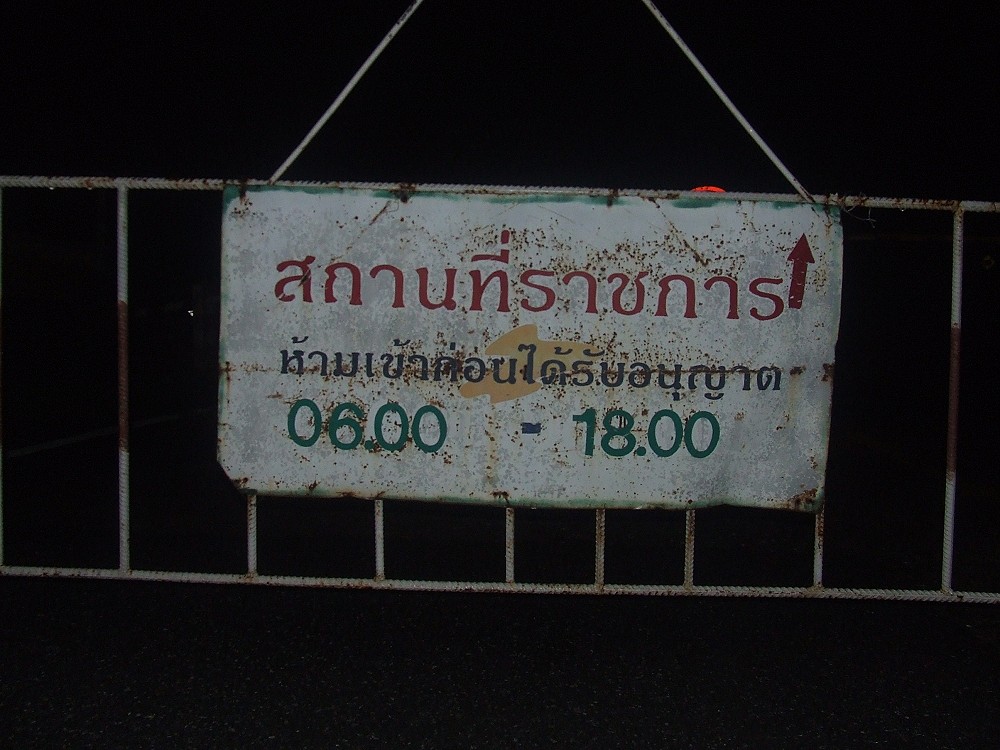 สถานที่ราชการ
ห้ามเข้าก่อนได้รับอนุญาต
06.00 - 18.00